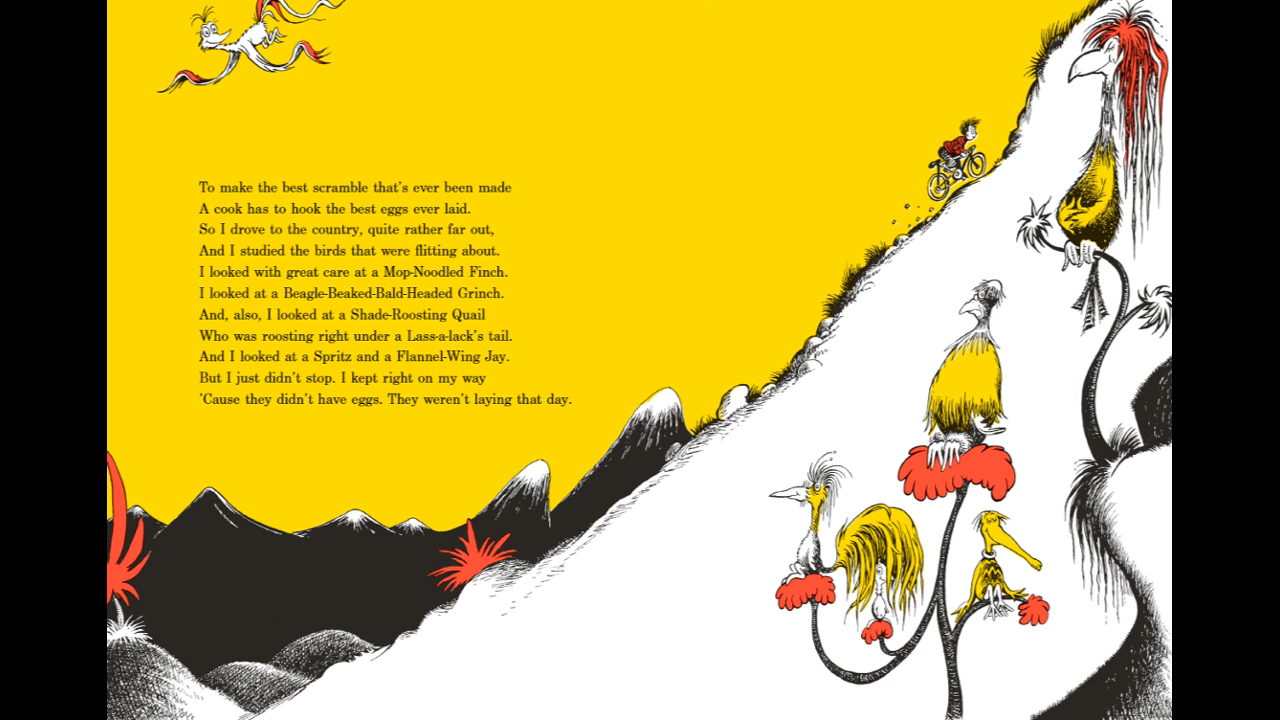 To make the best scramble that's ever been made
A cook has to hook the best eggs ever laid.
So I drove to the country, quite rather far out,
And I studied the birds that were flitting about.
I looked with great care at a Mop-Noodled Finch.
I looked at a Beagle-Beaked-Bald-Headed Grinch.
And, also, I looked at a Shade-Roosting Quail
Who was roosting right under a Lass-a-lack's tail.
And I looked at a Spritz and a Flannel-Wing Jay.
But I just didn't stop. I kept right on my way
'Cause they didn't have eggs. They weren't laying that day.